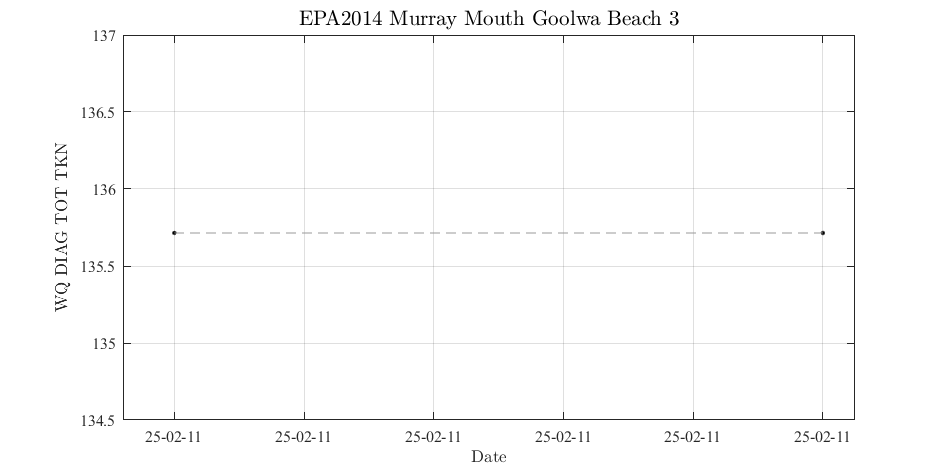 EPA2014 Murray Mouth Goolwa Beach 3
137
136.5
136
135.5
135
134.5
WQ DIAG TOT TKN
25-02-11 25-02-11 25-02-11 25-02-11 25-02-11 25-02-11
Date